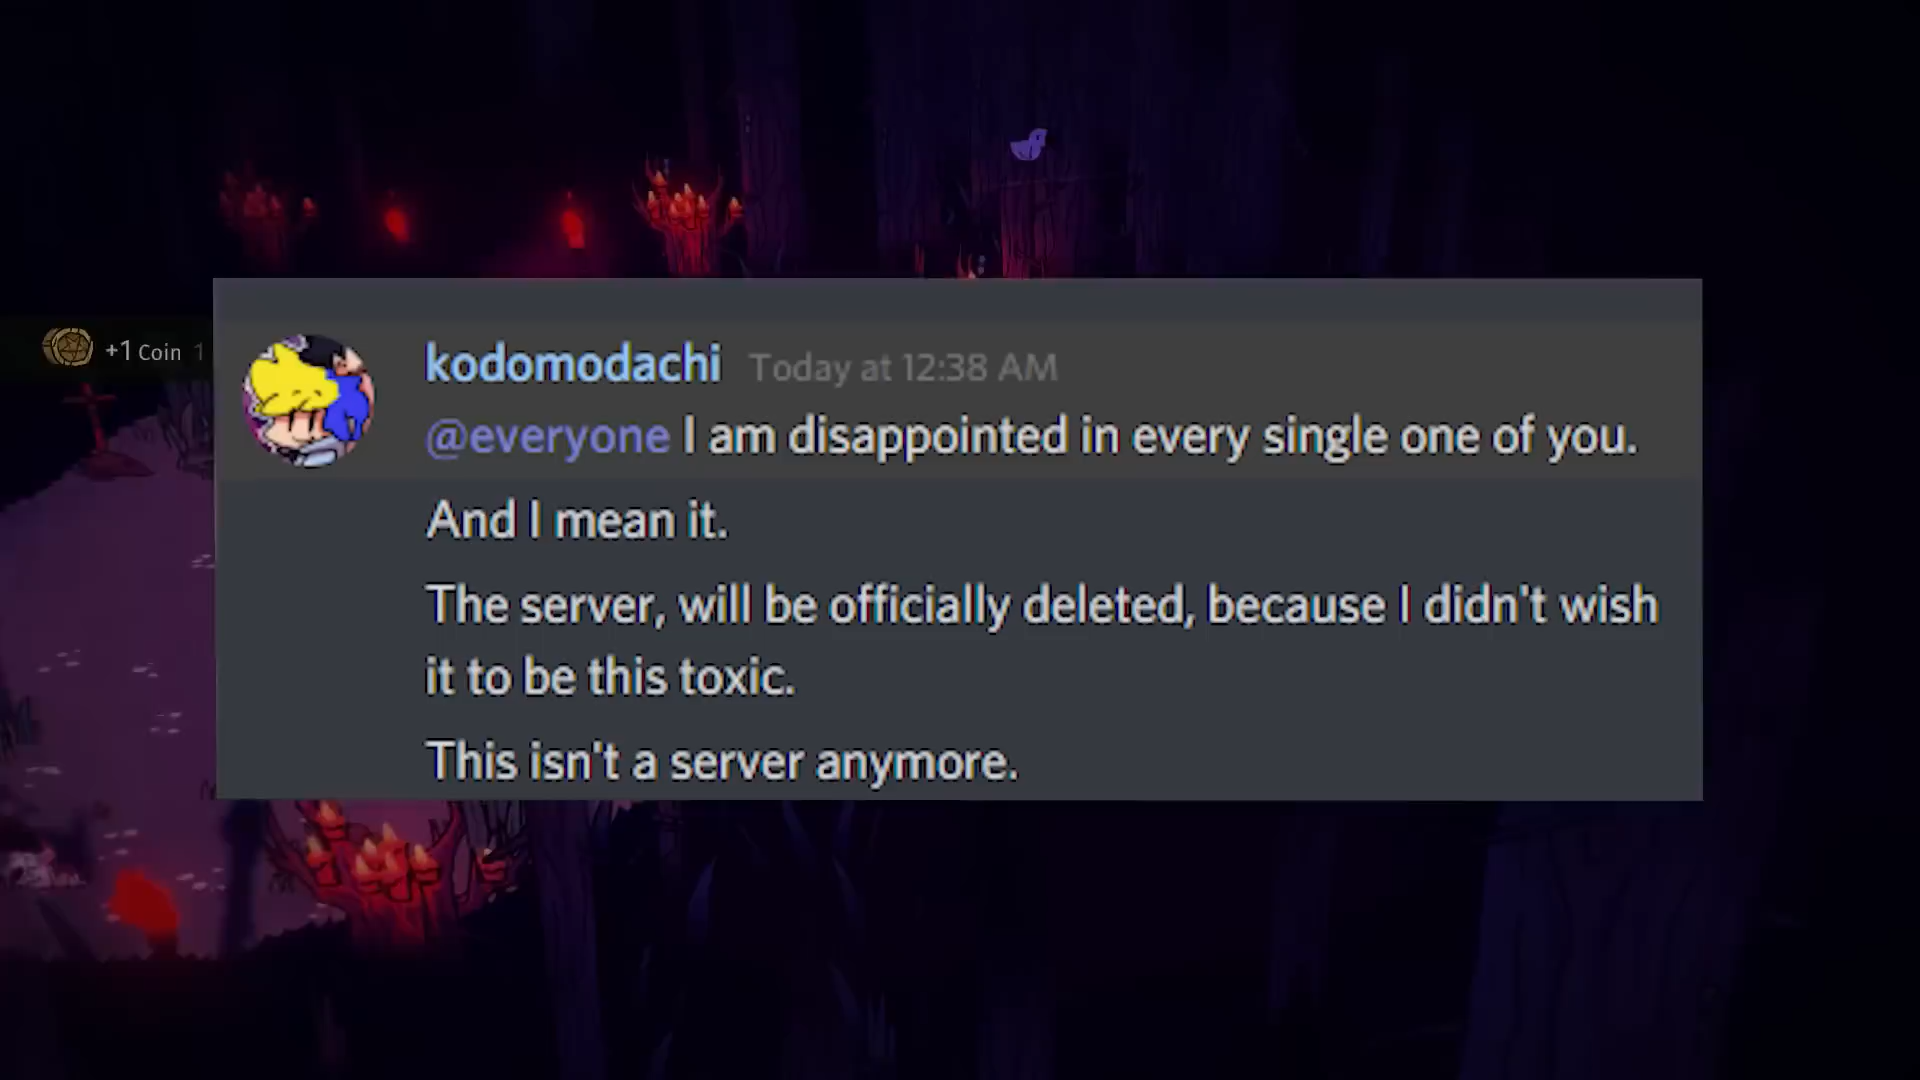 +1 Coin 1
kodomodachi Today at 12:38 AM
@everyone I am disappointed in every single one of you.
And I mean it.
The server, will be officially deleted, because I didn't wish
it to be this toxic.
This isn't a server anymore.